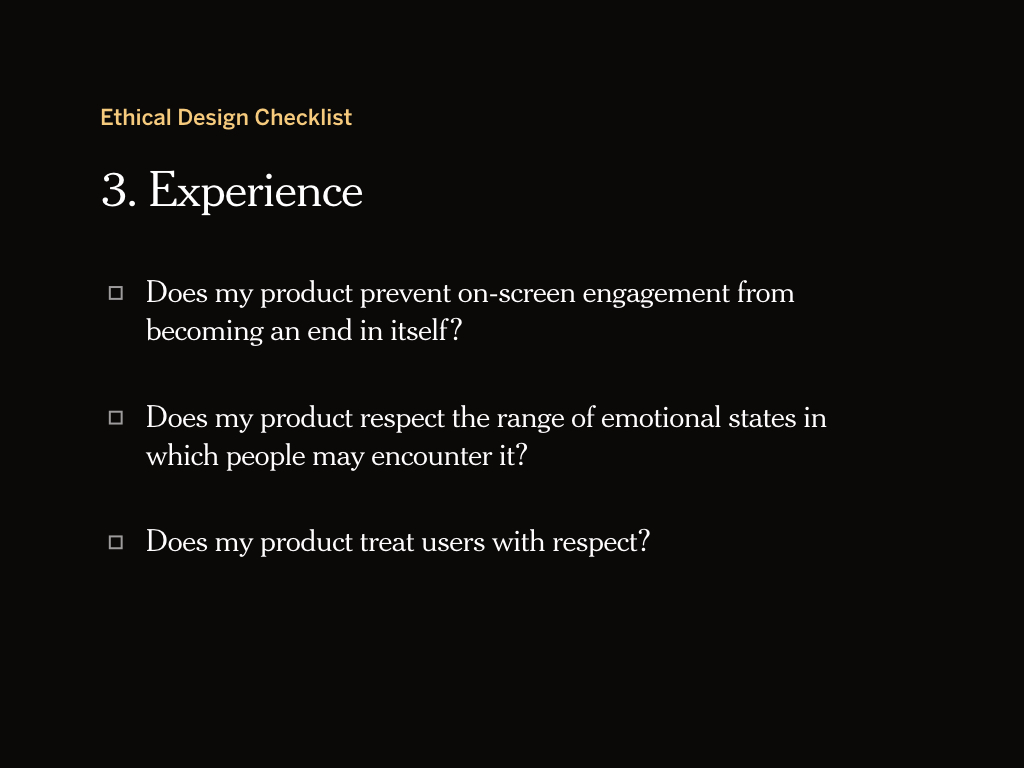 Ethical Design Checklist
3. Experience
Does my product prevent on-screen engagement from
becoming an end in itself?
Does my product respect the range of emotional states in
which people may encounter it?
Does my product treat users with respect?